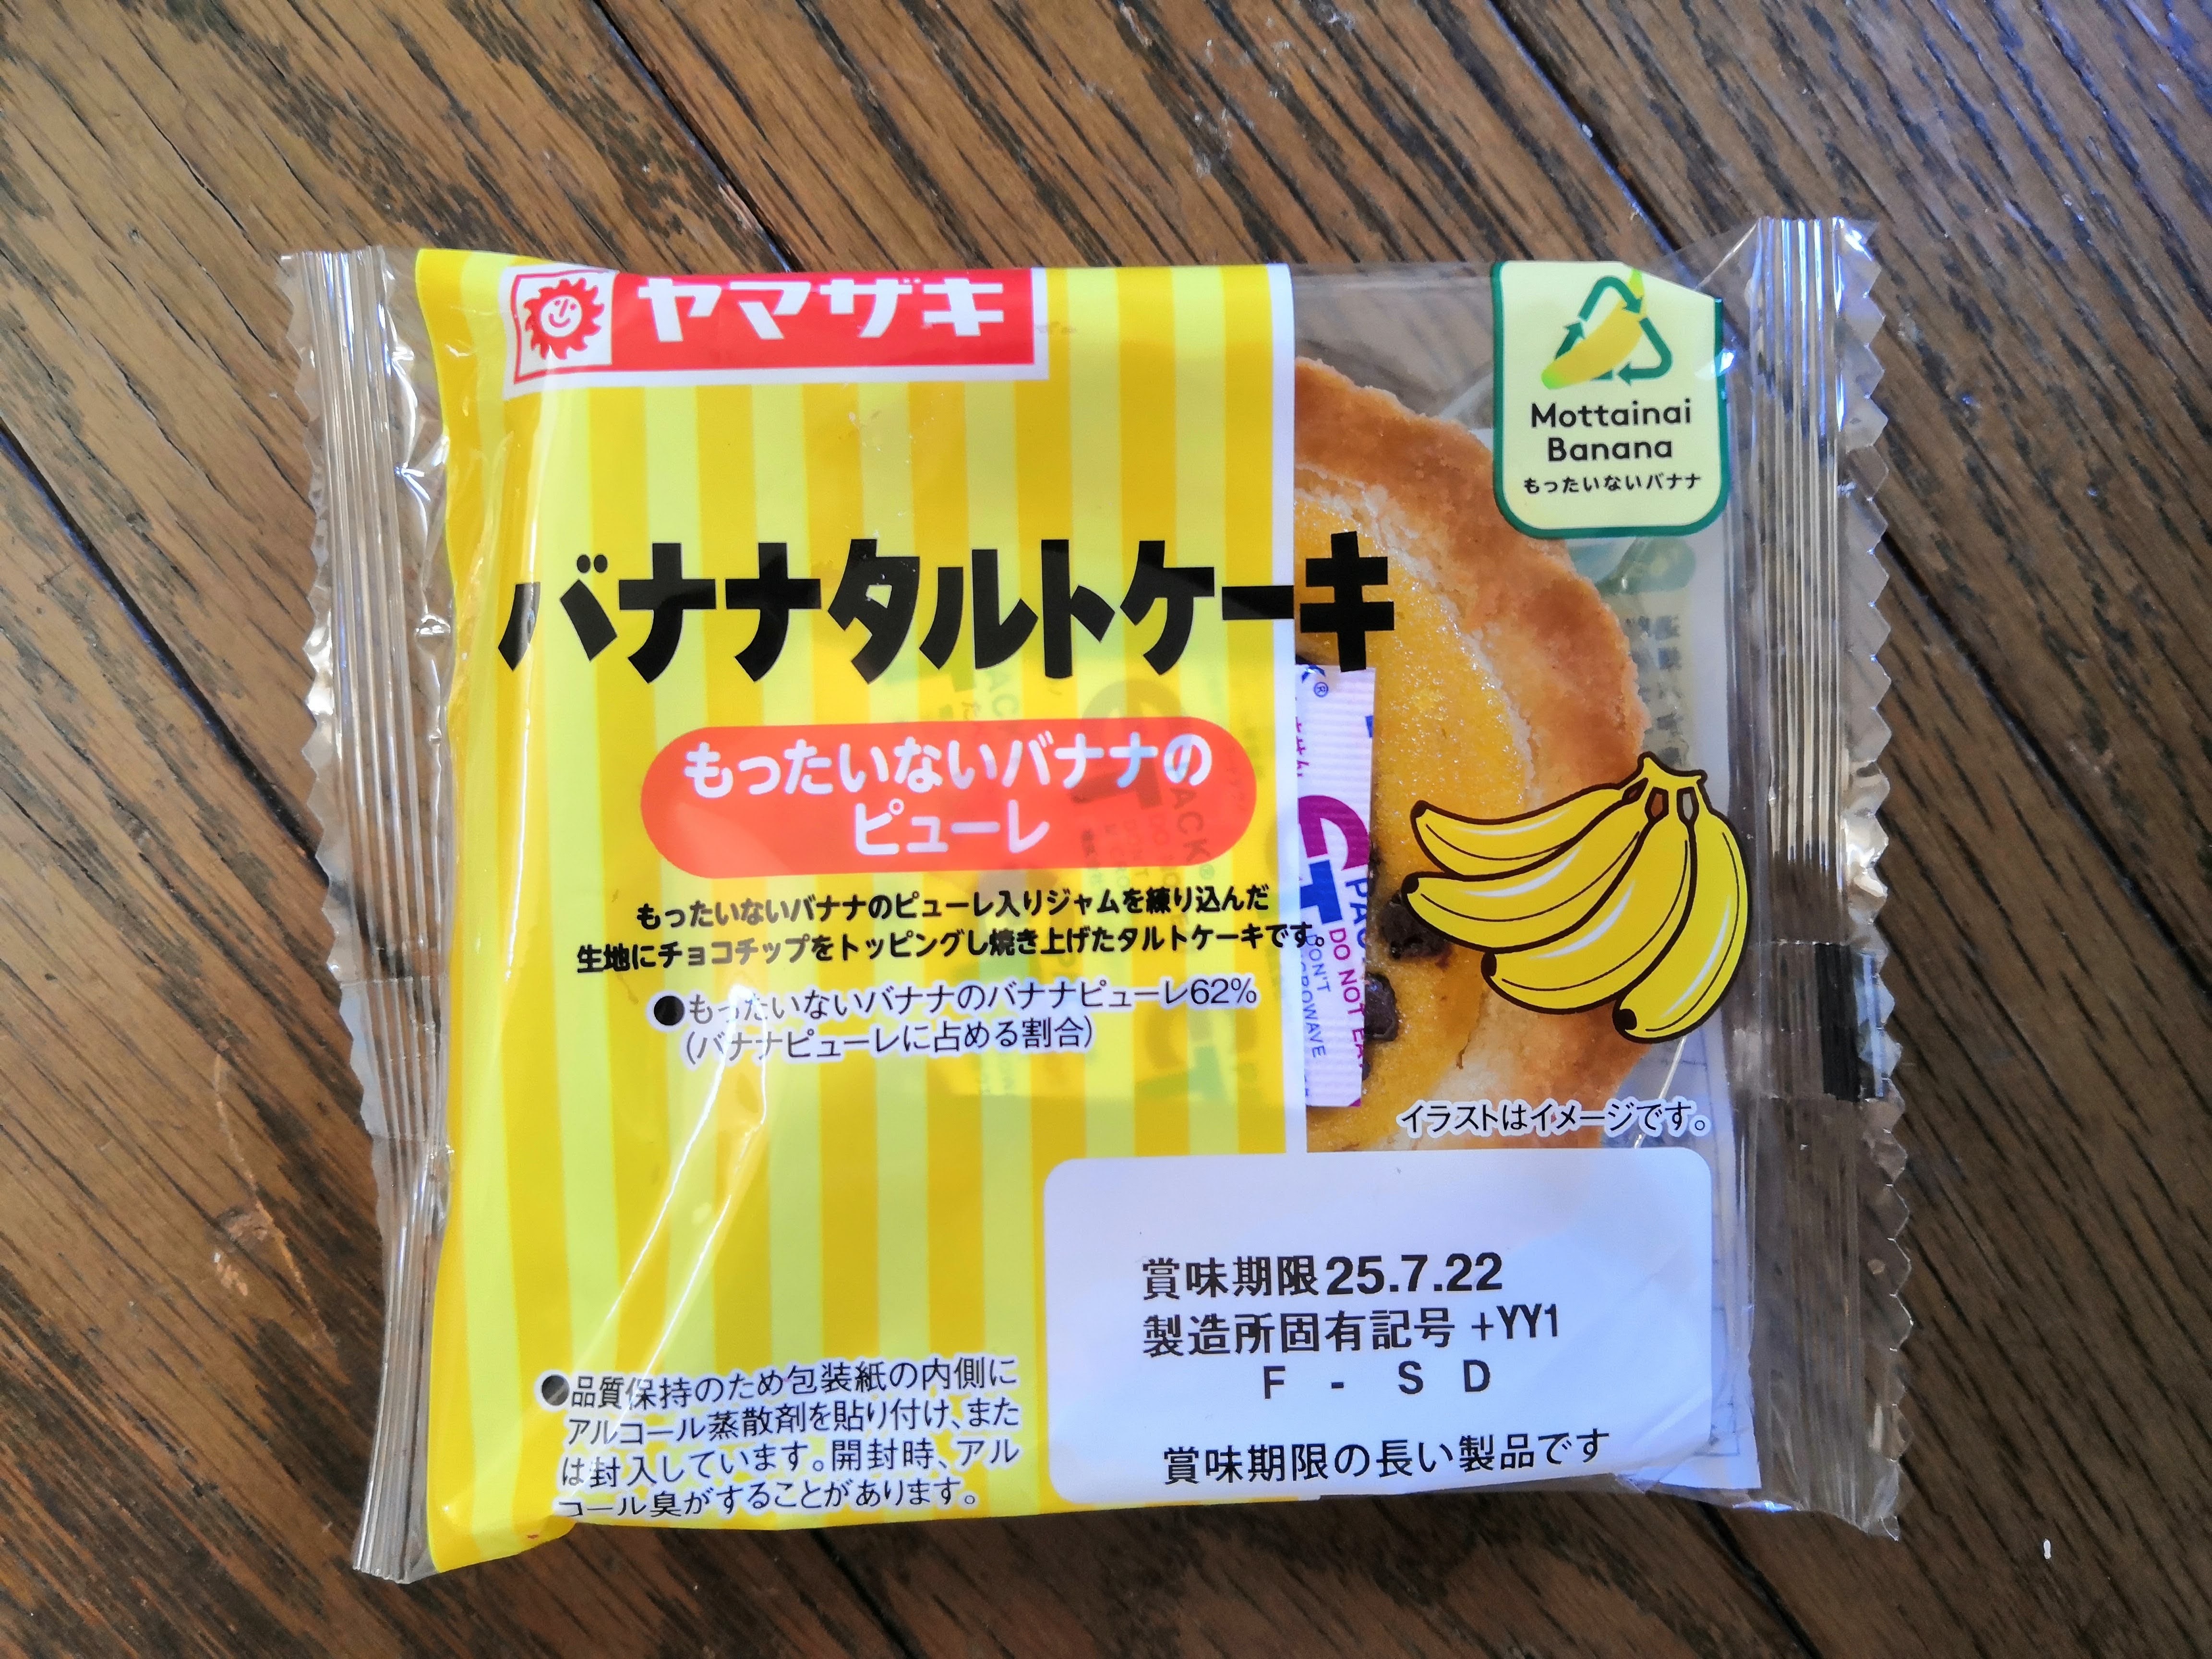 ヤマザキ
Mottainai
Banana
もったいないバナナ
バナナタルトケーキ
もったいないバナナの
ピューレ
もったいないバナナのピューレ入りジャムを練り込んだ
生地にチョコチップをトッピングし焼き上げたタルトケーキです。
●もったいないバナナのバナナピューレ62%
(バナナピューレに占める割合)
DO NOT EA
DON'T
イラストはイメージです。
賞味期限25.7.22
製造所固有記号 +YY1
F - S D
賞味期限の長い製品です
●品質保持のため包装紙の内側に
アルコール蒸散剤を貼り付け、また
は封入しています。開封時、アル
コール臭がすることがあります。